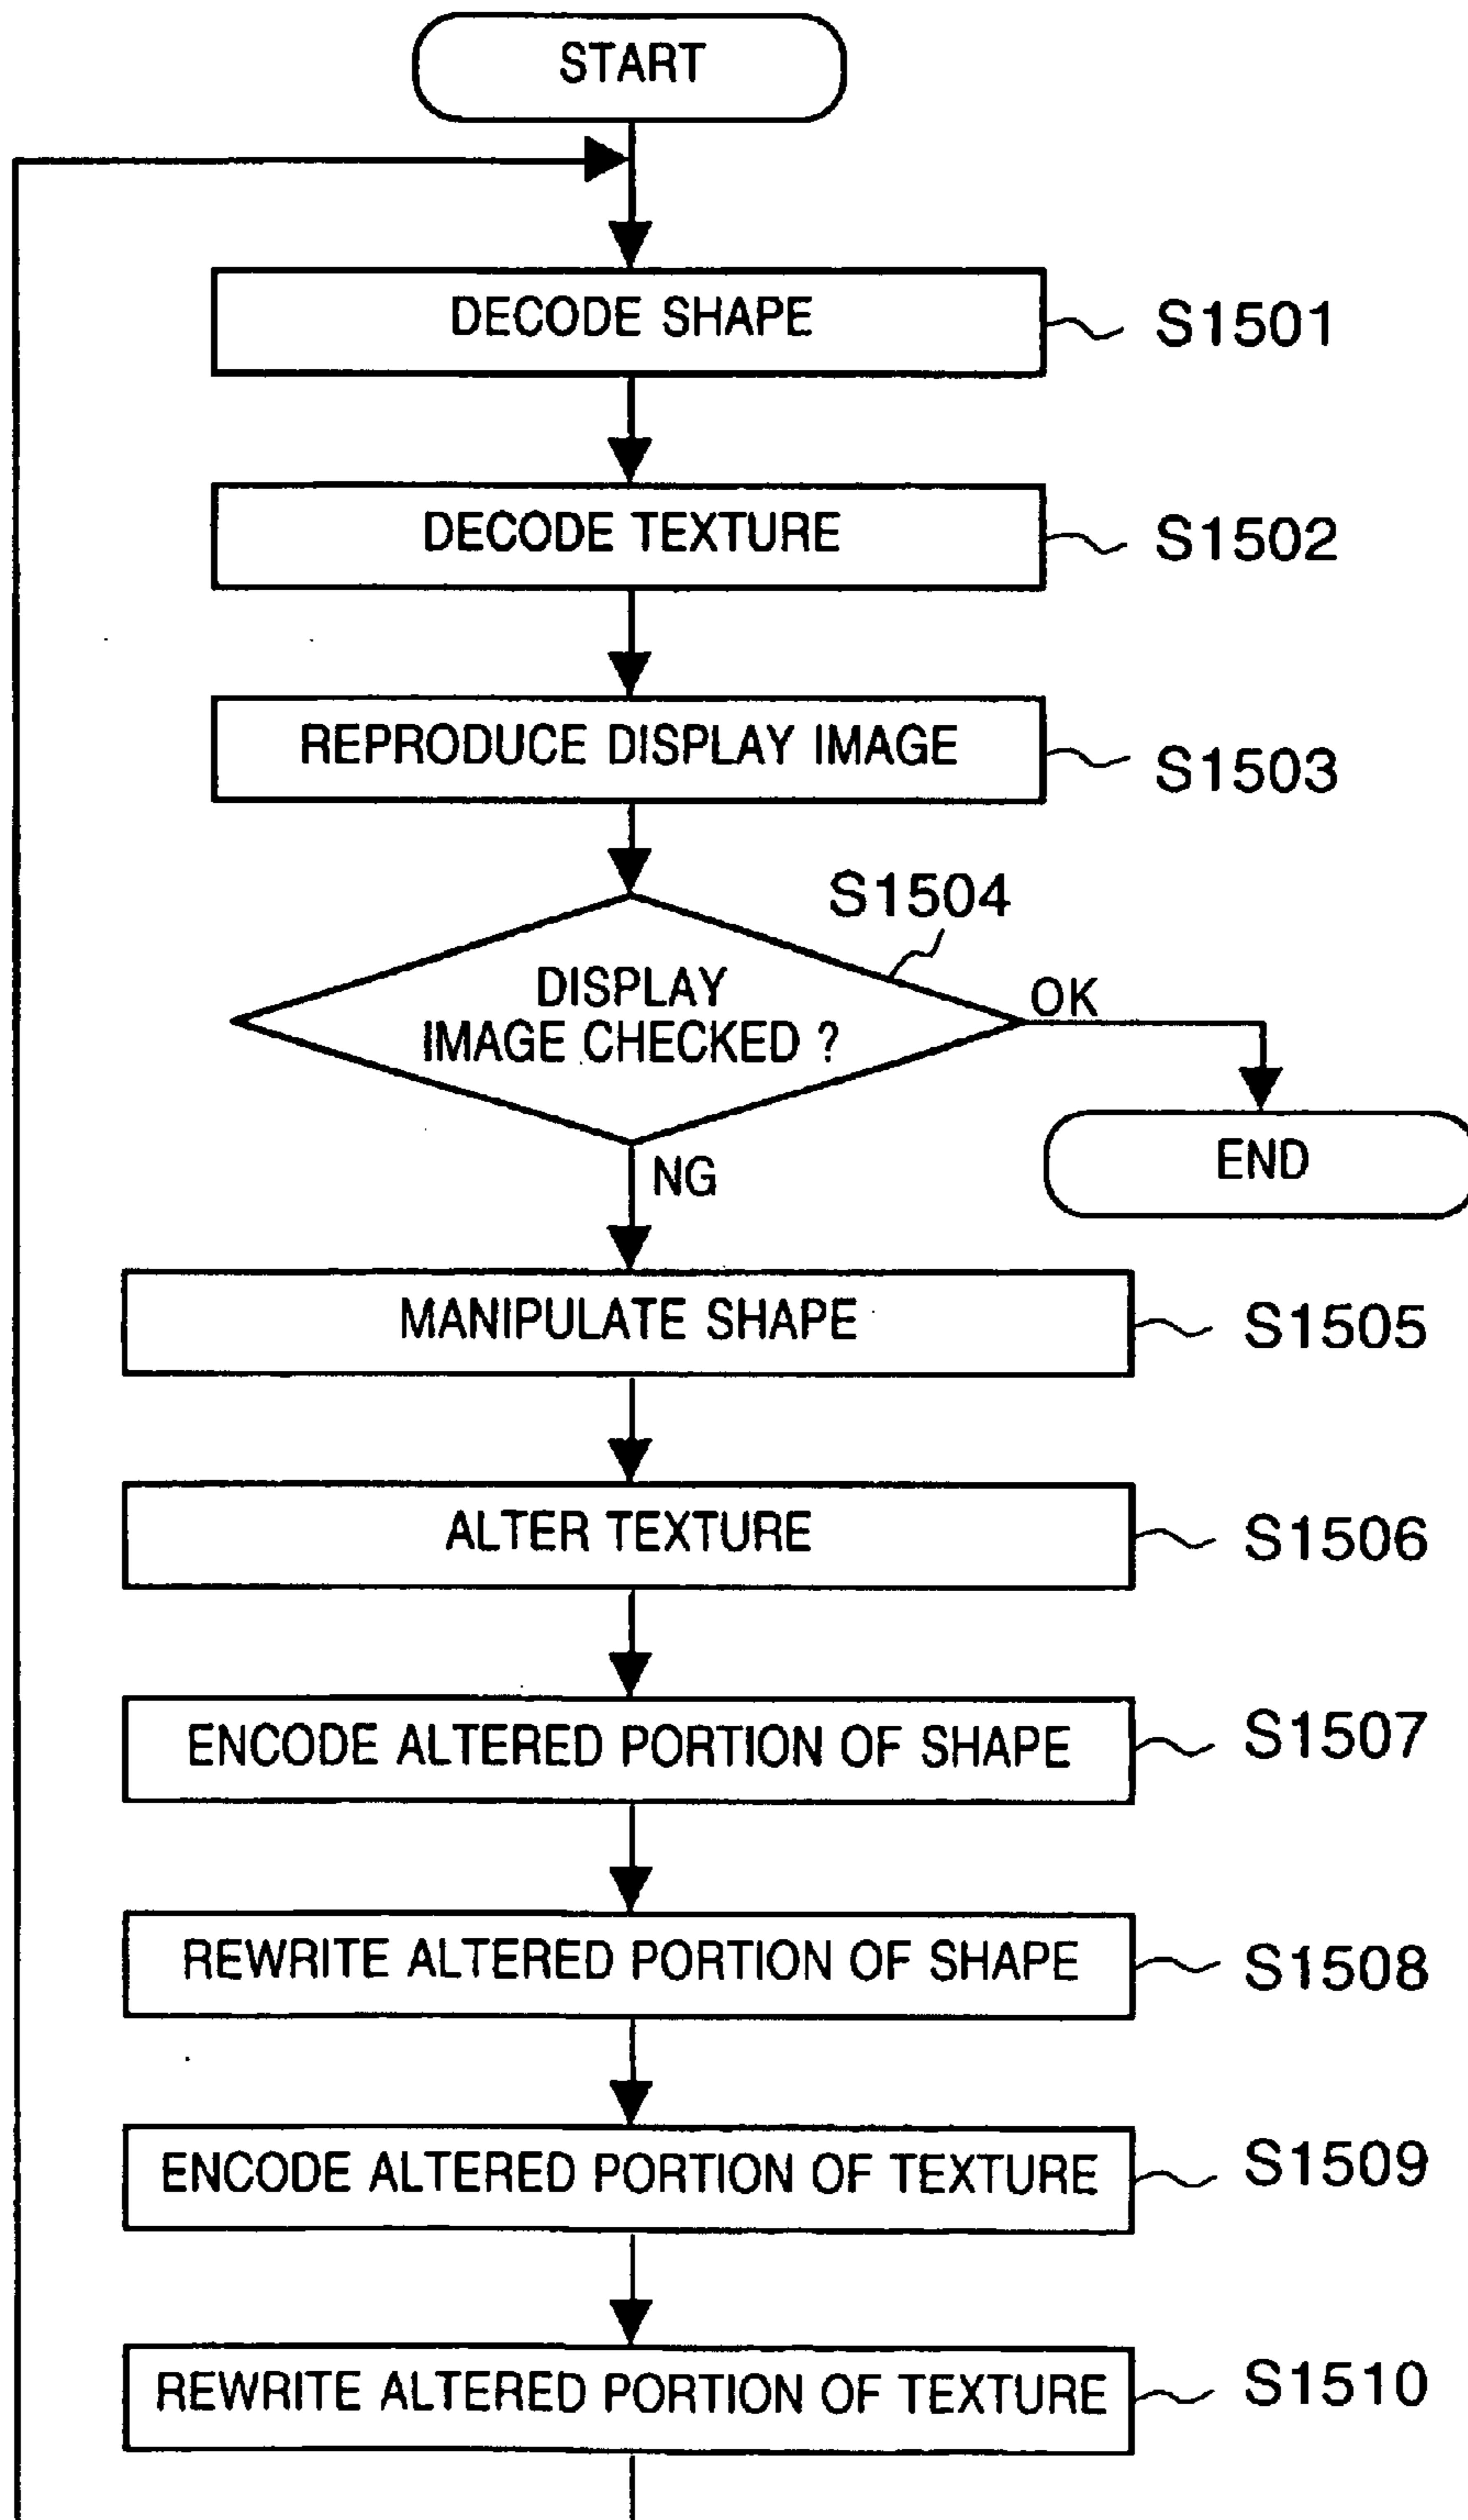 START
DECODE SHAPE
S1501
DECODE TEXTURE
S1502
REPRODUCE DISPLAY IMAGE
S1503
S1504
DISPLAY
IMAGE CHECKED ?
OK
NG
END
MANIPULATE SHAPE
S1505
ALTER TEXTURE
S1506
ENCODE ALTERED PORTION OF SHAPE
S1507
REWRITE ALTERED PORTION OF SHAPE
S1508
ENCODE ALTERED PORTION OF TEXTURE
S1509
REWRITE ALTERED PORTION OF TEXTURE
S1510